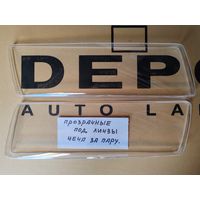 DEPO
AUTO LA
ПРОЗРАЧНЫЕ
ПОД ЛИНЗЫ
ЦЕНА ЗА ПАРУ.